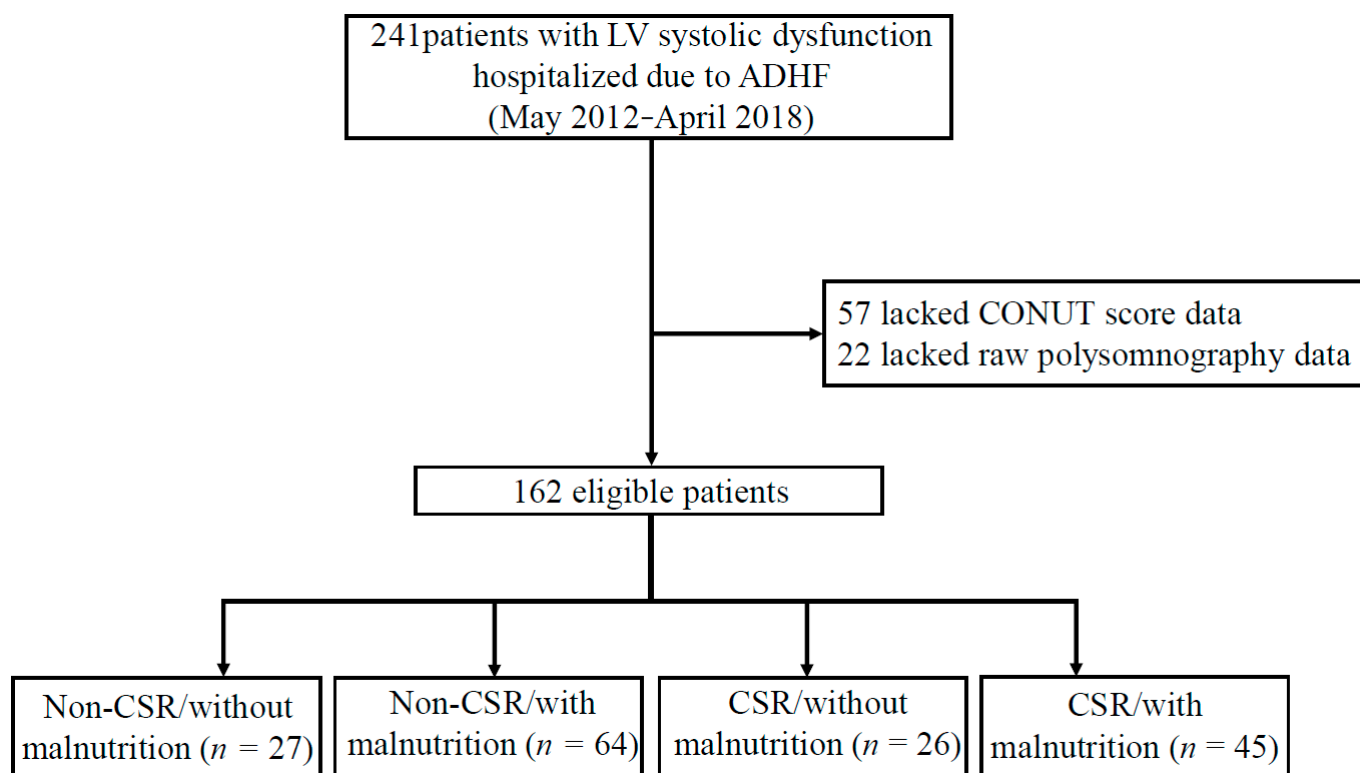 241patients with LV systolic dysfunction
hospitalized due to ADHF
(May 2012-April 2018)
57 lacked CONUT score data
22 lacked raw polysomnography data
162 eligible patients
Non-CSR/without
malnutrition (n = 27)
Non-CSR/with
malnutrition (n = 64)
CSR/without
malnutrition (n = 26)
CSR/with
malnutrition (n = 45)